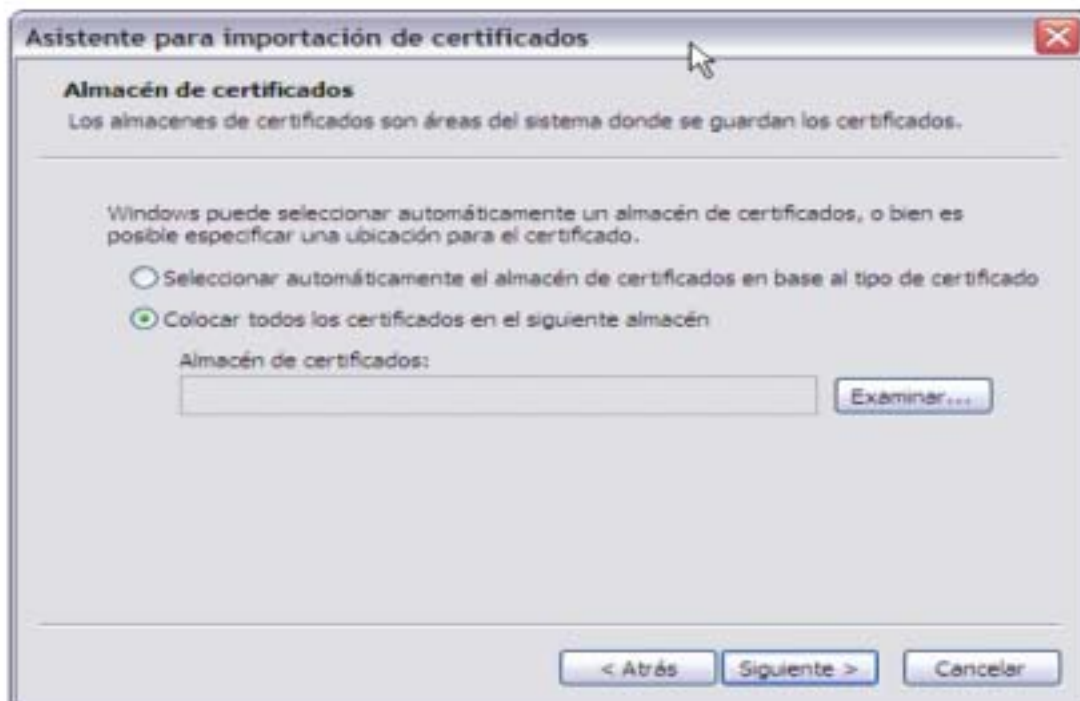 Asistente para importación de certificados
Almacén de certificados
Los almacenes de certificados son áreas del sistema donde se guardan los certificados.
Windows puede seleccionar automáticamente un almacén de certificados, o bien es
posible especificar una ubicación para el certificado.
Seleccionar automáticamente el almacén de certificados en base al tipo de certificado
Colocar todos los certificados en el siguiente almacén
Almacén de certificados:
Examinar...
< Atrás Siguiente > Cancelar